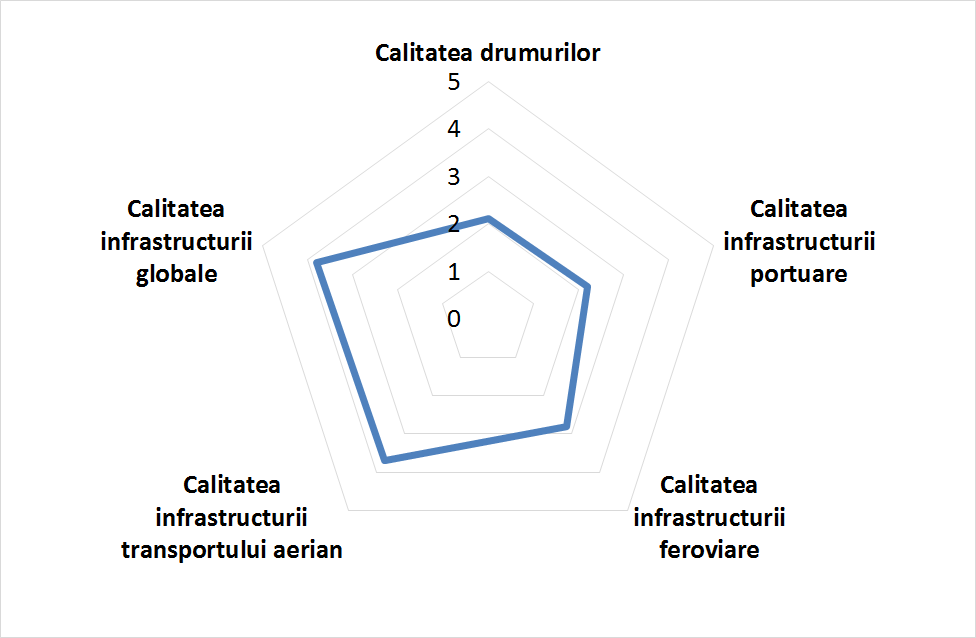 Calitatea drumurilor
5
4
3
2
1
0
Calitatea
infrastructurii
portuare
Calitatea
infrastructurii
feroviare
Calitatea
infrastructurii
transportului aerian
Calitatea
infrastructurii
globale